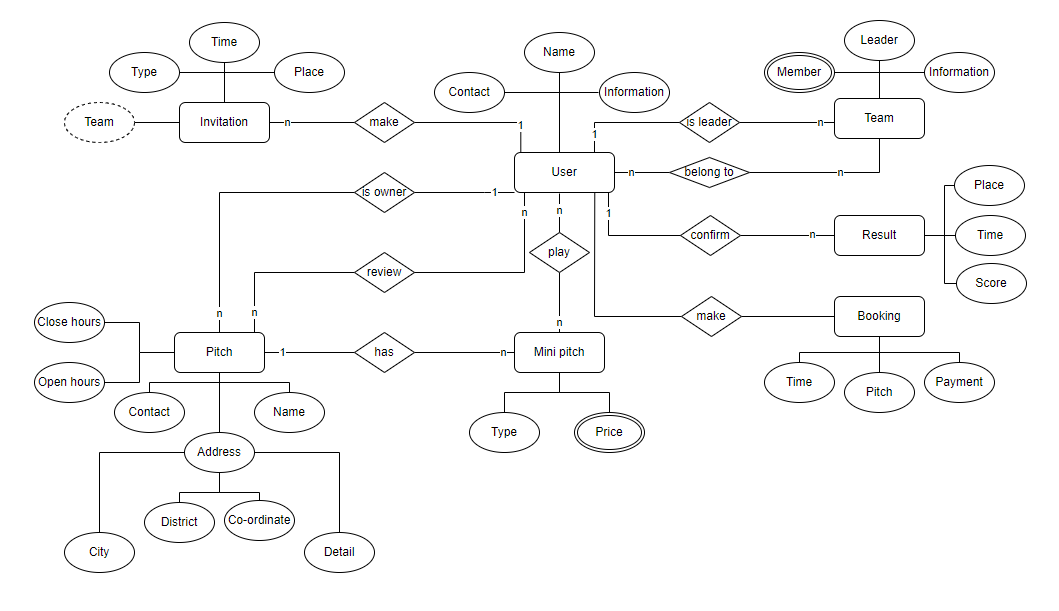 Time
Type
Place
Team
Invitation
n
make
1
Name
Contact
Information
User
Leader
Member
Information
Team
1
is leader
n
n
belong to
n
is owner
1
n
n
review
n
n
play
n
1
confirm
n
Result
Place
Time
Score
make
Booking
Time
Pitch
Payment
Close hours
Open hours
Pitch
1
has
n
Mini pitch
Contact
Name
Type
Price
Address
City
District
Co-ordinate
Detail